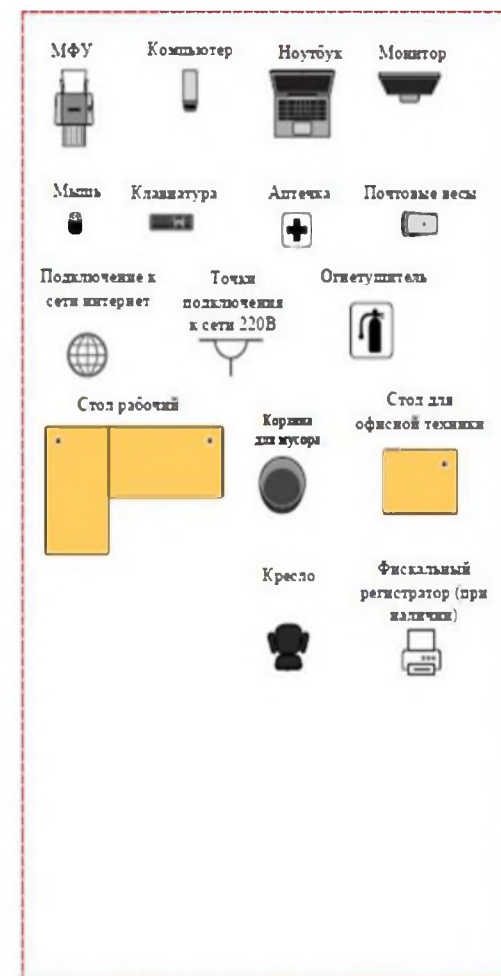 МФУ
Компьютер
Ноутбук
Монитор
Мышь
Клавиатура
Аптечка
Почтовые весы
Подключение к
сети интернет
Точки
подключения
к сети 220В
Огнетушитель
Стол рабочий
Корзина
для мусора
Стол для
офисной техники
Кресло
Фискальный
регистратор (при
наличии)